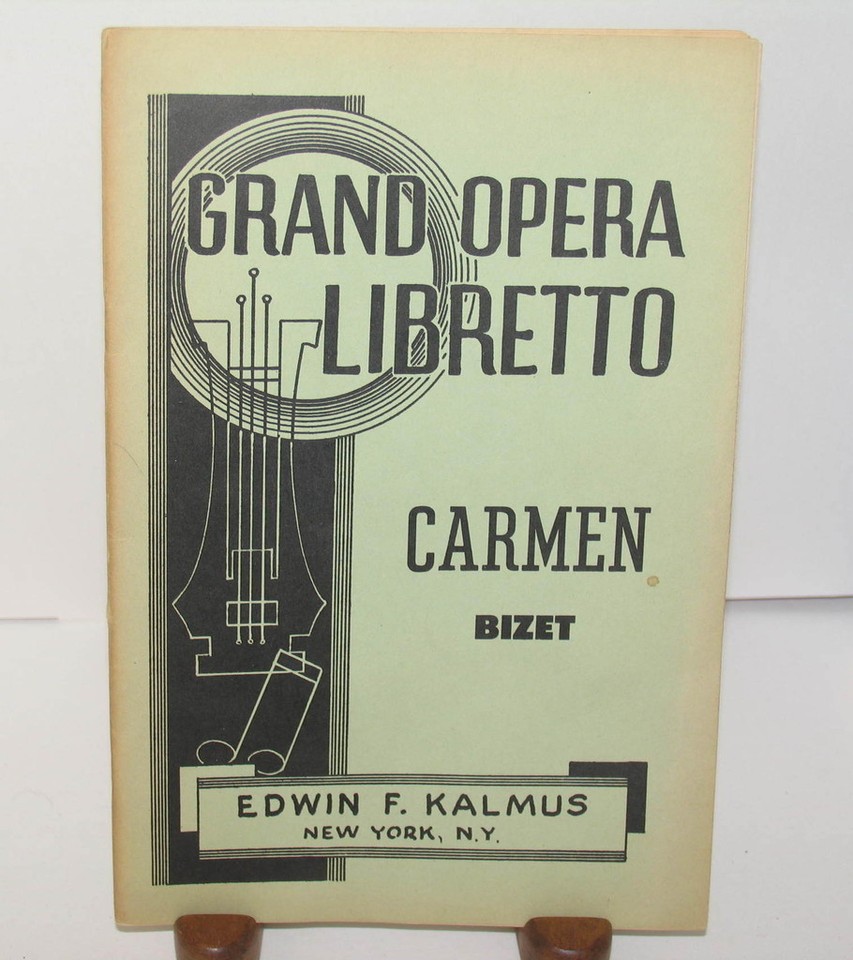 GRAND OPERA
LIBRETTO
CARMEN
BIZET
EDWIN F. KALMUS
NEW YORK, N.Y.